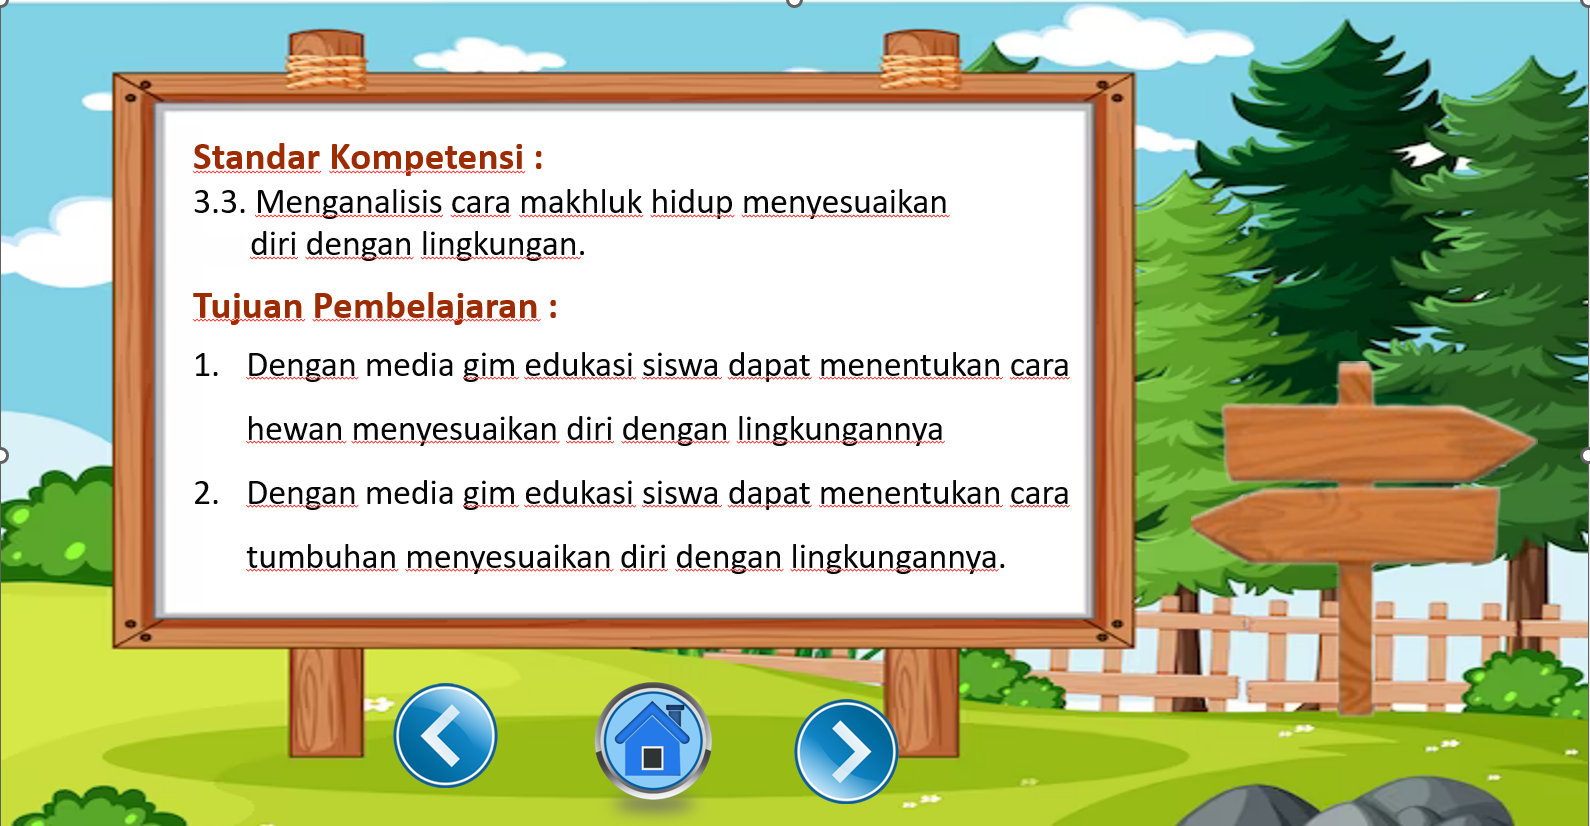 Standar Kompetensi :
3.3. Menganalisis cara makhluk hidup menyesuaikan
diri dengan lingkungan.
Tujuan Pembelajaran :
1. Dengan media gim edukasi siswa dapat menentukan cara
hewan menyesuaikan diri dengan lingkungannya
2. Dengan media gim edukasi siswa dapat menentukan cara
tumbuhan menyesuaikan diri dengan lingkungannya.